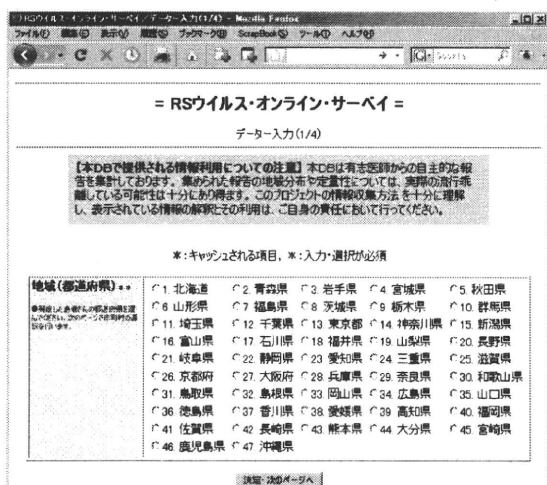 RSウイルス・オンライン・サーベイ/データー入力(1/4) - Mozilla Firefox
ファイル(F) 編集(E) 表示(V) 履歴(S) ブックマーク(B) ScrapBook(S) ツール(T) ヘルプ(H)
= RSウイルス・オンライン・サーベイ =
データー入力(1/4)
【本DBで提供される情報利用についての注意】本DBは有志医師からの自主的な報
告を集計しております。集められた報告の地域分布や定量性については、実際の流行乖
離している可能性は十分にあり得ます。このプロジェクトの情報収集方法を十分に理解
し、表示されている情報の解釈とその利用は、ご自身の責任において行ってください。
*:キャッシュされる項目, *:入力・選択が必須
地域(都道府県) **
1. 北海道 2. 青森県 3. 岩手県 4. 宮城県 5. 秋田県
6 山形県 7 福島県 8 茨城県 9 栃木県 10. 群馬県
11. 埼玉県 12 千葉県 13. 東京都 14 神奈川県 15. 新潟県
16. 富山県 17. 石川県 18 福井県 19. 山梨県 20. 長野県
21. 岐阜県 22. 静岡県 23 愛知県 24. 三重県 25. 滋賀県
26. 京都府 27. 大阪府 28. 兵庫県 29. 奈良県 30. 和歌山県
31. 鳥取県 32. 島根県 33. 岡山県 34. 広島県 35. 山口県
36. 徳島県 37 香川県 38. 愛媛県 39 高知県 40. 福岡県
41 佐賀県 42 長崎県 43 熊本県 44 大分県 45. 宮崎県
46. 鹿児島県 47 沖縄県
決定・次のページへ